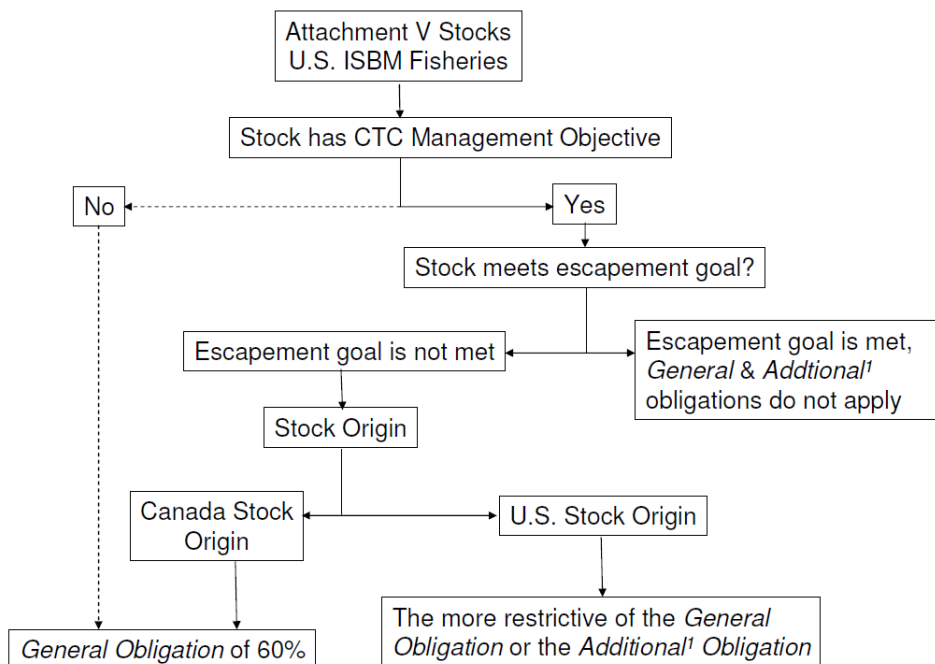 Attachment V Stocks
U.S. ISBM Fisheries
Stock has CTC Management Objective
No
Yes
Stock meets escapement goal?
Escapement goal is not met
Escapement goal is met,
General & Addtional¹
obligations do not apply
Stock Origin
Canada Stock
Origin
U.S. Stock Origin
General Obligation of 60%
The more restrictive of the General
Obligation or the Additional¹ Obligation